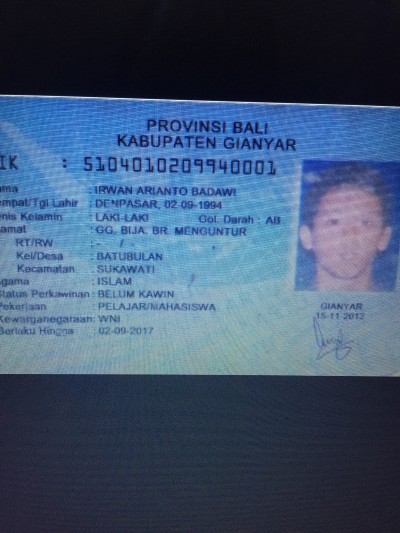 PROVINSI BALI
KABUPATEN GIANYAR
IK : 5104010209940001
ama : IRWAN ARIANTO BADAWI
empat/Tgl Lahir : DENPASAR, 02-09-1994
enis Kelamin : LAKI-LAKI Gol. Darah : AB
amat : GG. BIJA, BR. MENGUNTUR
RT/RW : - / -
Kel/Desa : BATUBULAN
Kecamatan : SUKAWATI
Agama : ISLAM
Status Perkawinan : BELUM KAWIN
Pekerjaan : PELAJAR/MAHASISWA
Kewarganegaraan : WNI
Berlaku Hingga : 02-09-2017
GIANYAR
15-11-2012